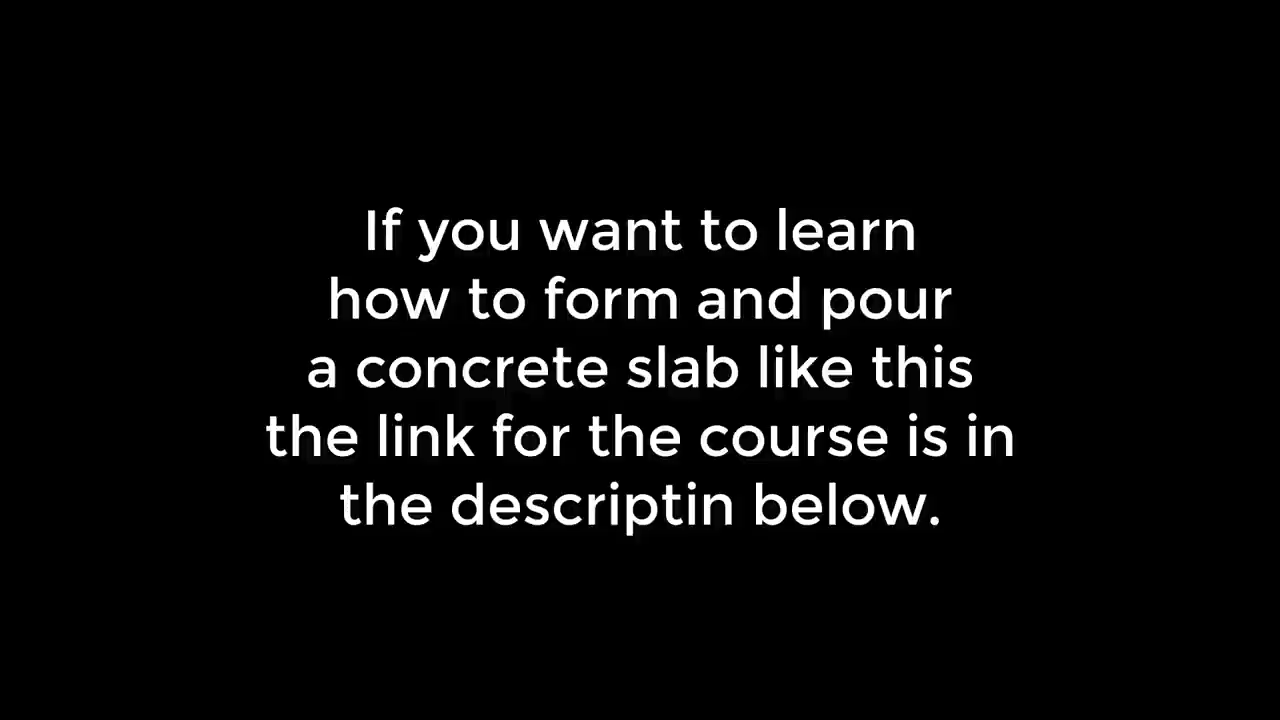 If you want to learn
how to form and pour
a concrete slab like this
the link for the course is in
the descriptin below.